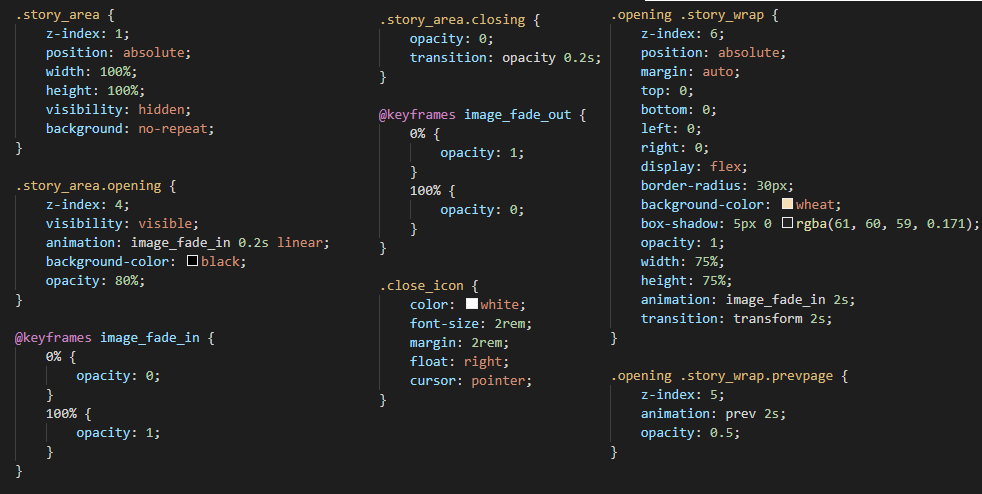 .story_area {
z-index: 1;
position: absolute;
width: 100%;
height: 100%;
visibility: hidden;
background: no-repeat;
}
.story_area.opening {
z-index: 4;
visibility: visible;
animation: image_fade_in 0.2s linear;
background-color: black;
opacity: 80%;
}
@keyframes image_fade_in {
0% {
opacity: 0;
}
100% {
opacity: 1;
}
}
.story_area.closing {
opacity: 0;
transition: opacity 0.2s;
}
@keyframes image_fade_out {
0% {
opacity: 1;
}
100% {
opacity: 0;
}
}
.close_icon {
color: white;
font-size: 2rem;
margin: 2rem;
float: right;
cursor: pointer;
}
.opening .story_wrap {
z-index: 6;
position: absolute;
margin: auto;
top: 0;
bottom: 0;
left: 0;
right: 0;
display: flex;
border-radius: 30px;
background-color: wheat;
box-shadow: 5px 0 rgba(61, 60, 59, 0.171);
opacity: 1;
width: 75%;
height: 75%;
animation: image_fade_in 2s;
transition: transform 2s;
}
.opening .story_wrap.prevpage {
z-index: 5;
animation: prev 2s;
opacity: 0.5;
}